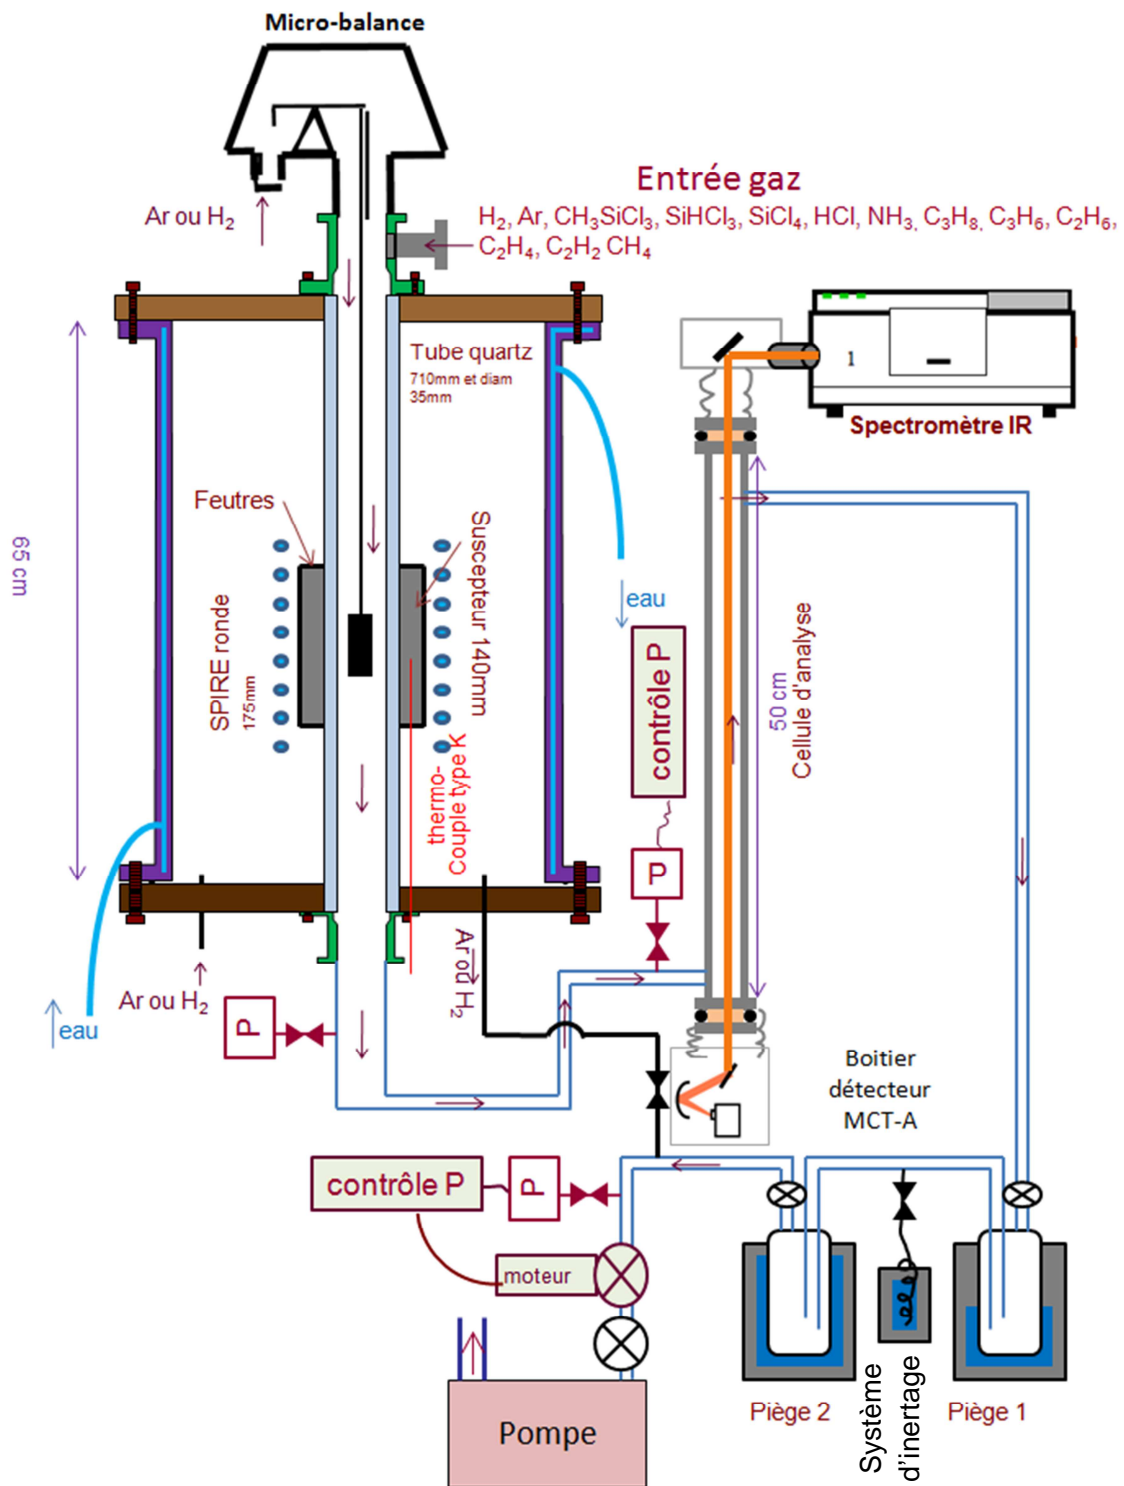 Micro-balance
Entrée gaz
Ar ou H₂
H₂, Ar, CH₃SiCl₃, SiHCl₃, SiCl₄, HCl, NH₃, C₃H₈, C₃H₆, C₂H₆,
C₂H₄, C₂H₂ CH₄
Tube quartz
710mm et diam
35mm
1
Spectromètre IR
Feutres
Suscepteur 140mm
65 cm
SPIRE ronde
175mm
eau
contrôle P
50 cm
Cellule d'analyse
thermo-
Couple type K
P
Ar ou H₂
Ar ou H₂
eau
P
Boitier
détecteur
MCT-A
contrôle P
P
moteur
Pompe
Piège 2
Système
d'inertage
Piège 1